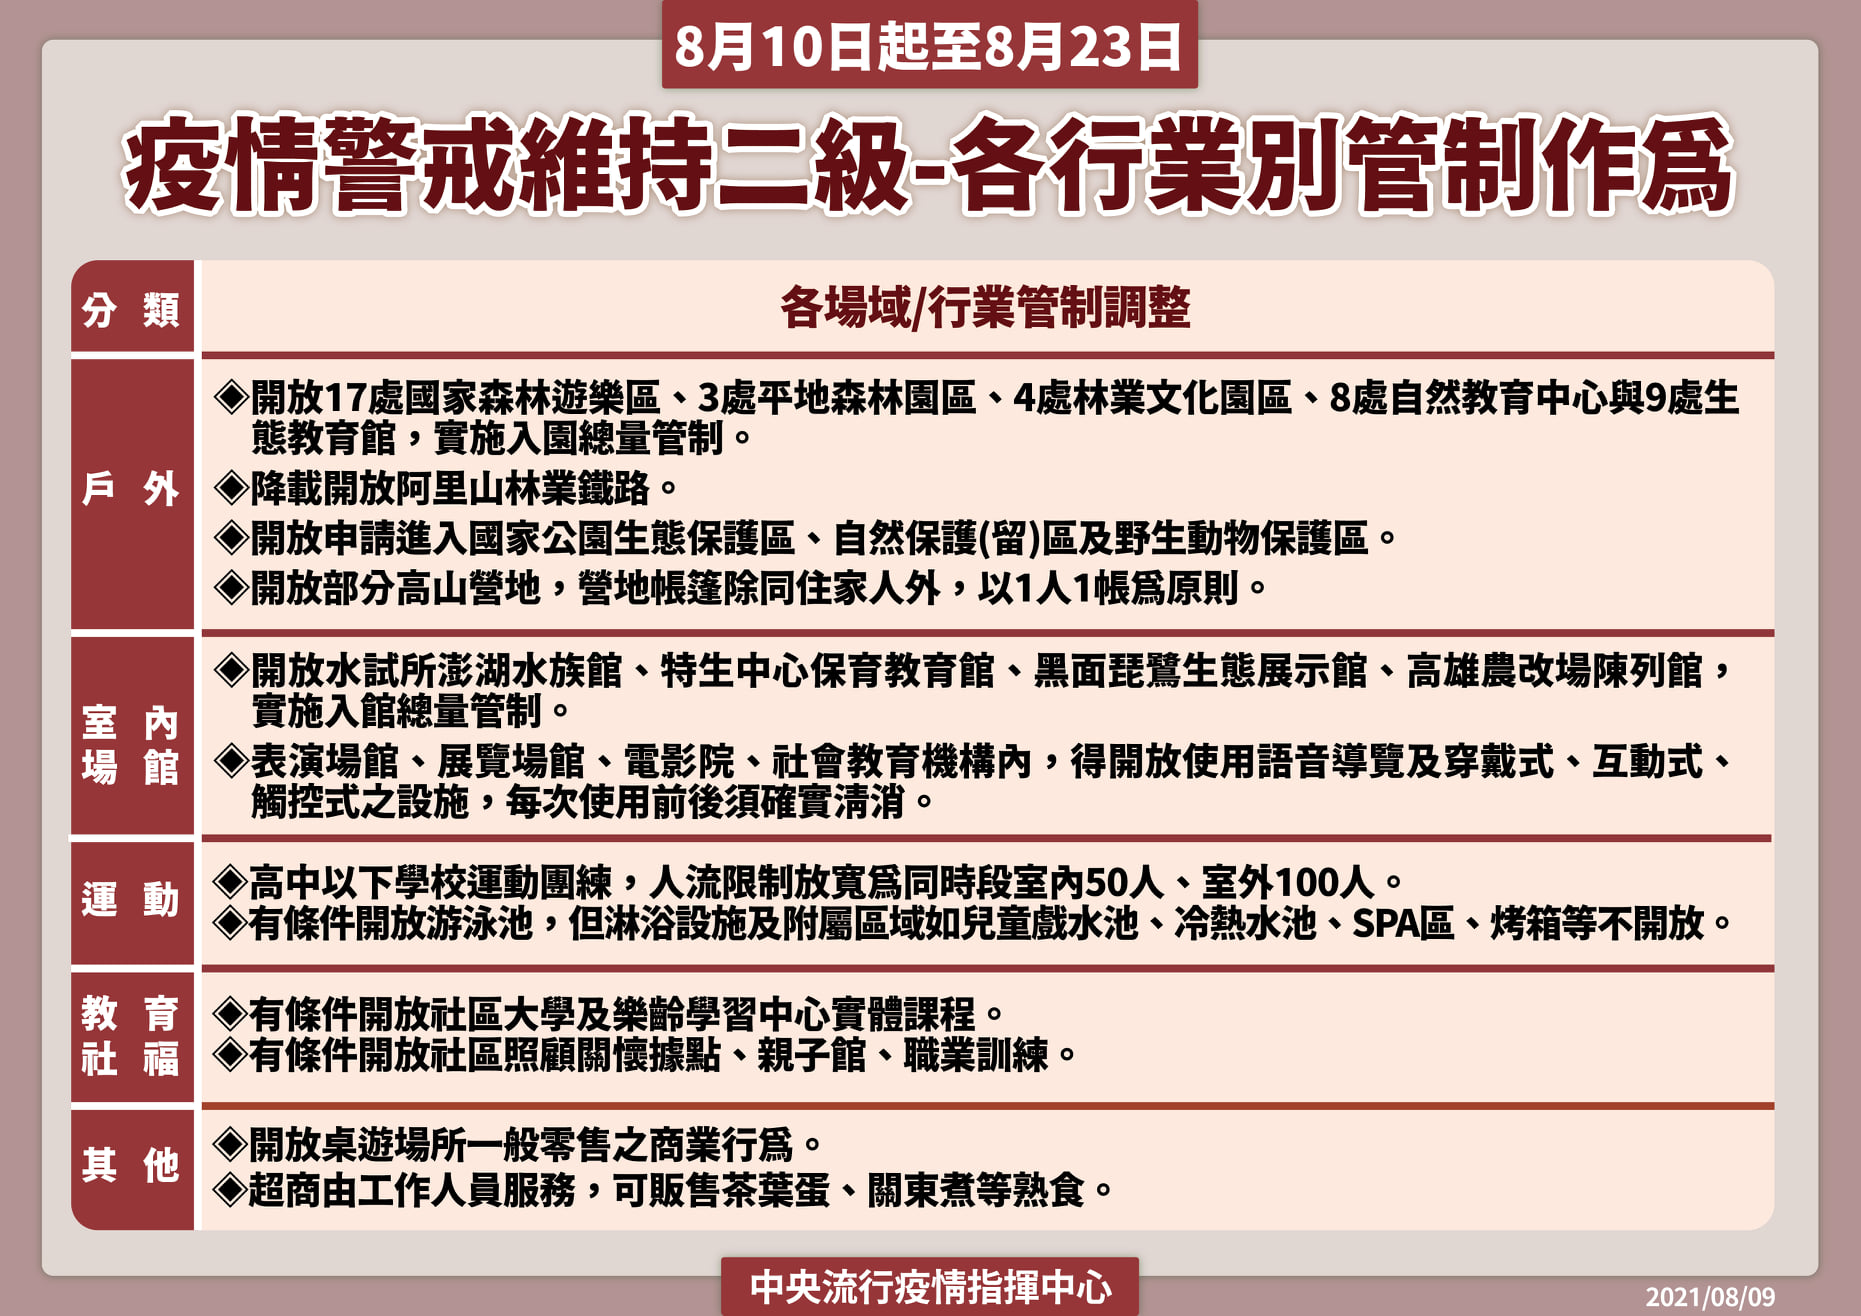 8月10日起至8月23日
疫情警戒維持二級-各行業別管制作為
分類
各場域/行業管制調整
戶外
◈開放17處國家森林遊樂區、3處平地森林園區、4處林業文化園區、8處自然教育中心與9處生
態教育館，實施入園總量管制。
◈降載開放阿里山林業鐵路。
◈開放申請進入國家公園生態保護區、自然保護(留)區及野生動物保護區。
◈開放部分高山營地，營地帳篷除同住家人外，以1人1帳為原則。
室內
場館
◈開放水試所澎湖水族館、特生中心保育教育館、黑面琵鷺生態展示館、高雄農改場陳列館，
實施入館總量管制。
◈表演場館、展覽場館、電影院、社會教育機構內，得開放使用語音導覽及穿戴式、互動式、
觸控式之設施，每次使用前後須確實清消。
運動
◈高中以下學校運動團練，人流限制放寬為同時段室內50人、室外100人。
◈有條件開放游泳池，但淋浴設施及附屬區域如兒童戲水池、冷熱水池、SPA區、烤箱等不開放。
教育
社福
◈有條件開放社區大學及樂齡學習中心實體課程。
◈有條件開放社區照顧關懷據點、親子館、職業訓練。
其他
◈開放桌遊場所一般零售之商業行為。
◈超商由工作人員服務，可販售茶葉蛋、關東煮等熟食。
中央流行疫情指揮中心
2021/08/09